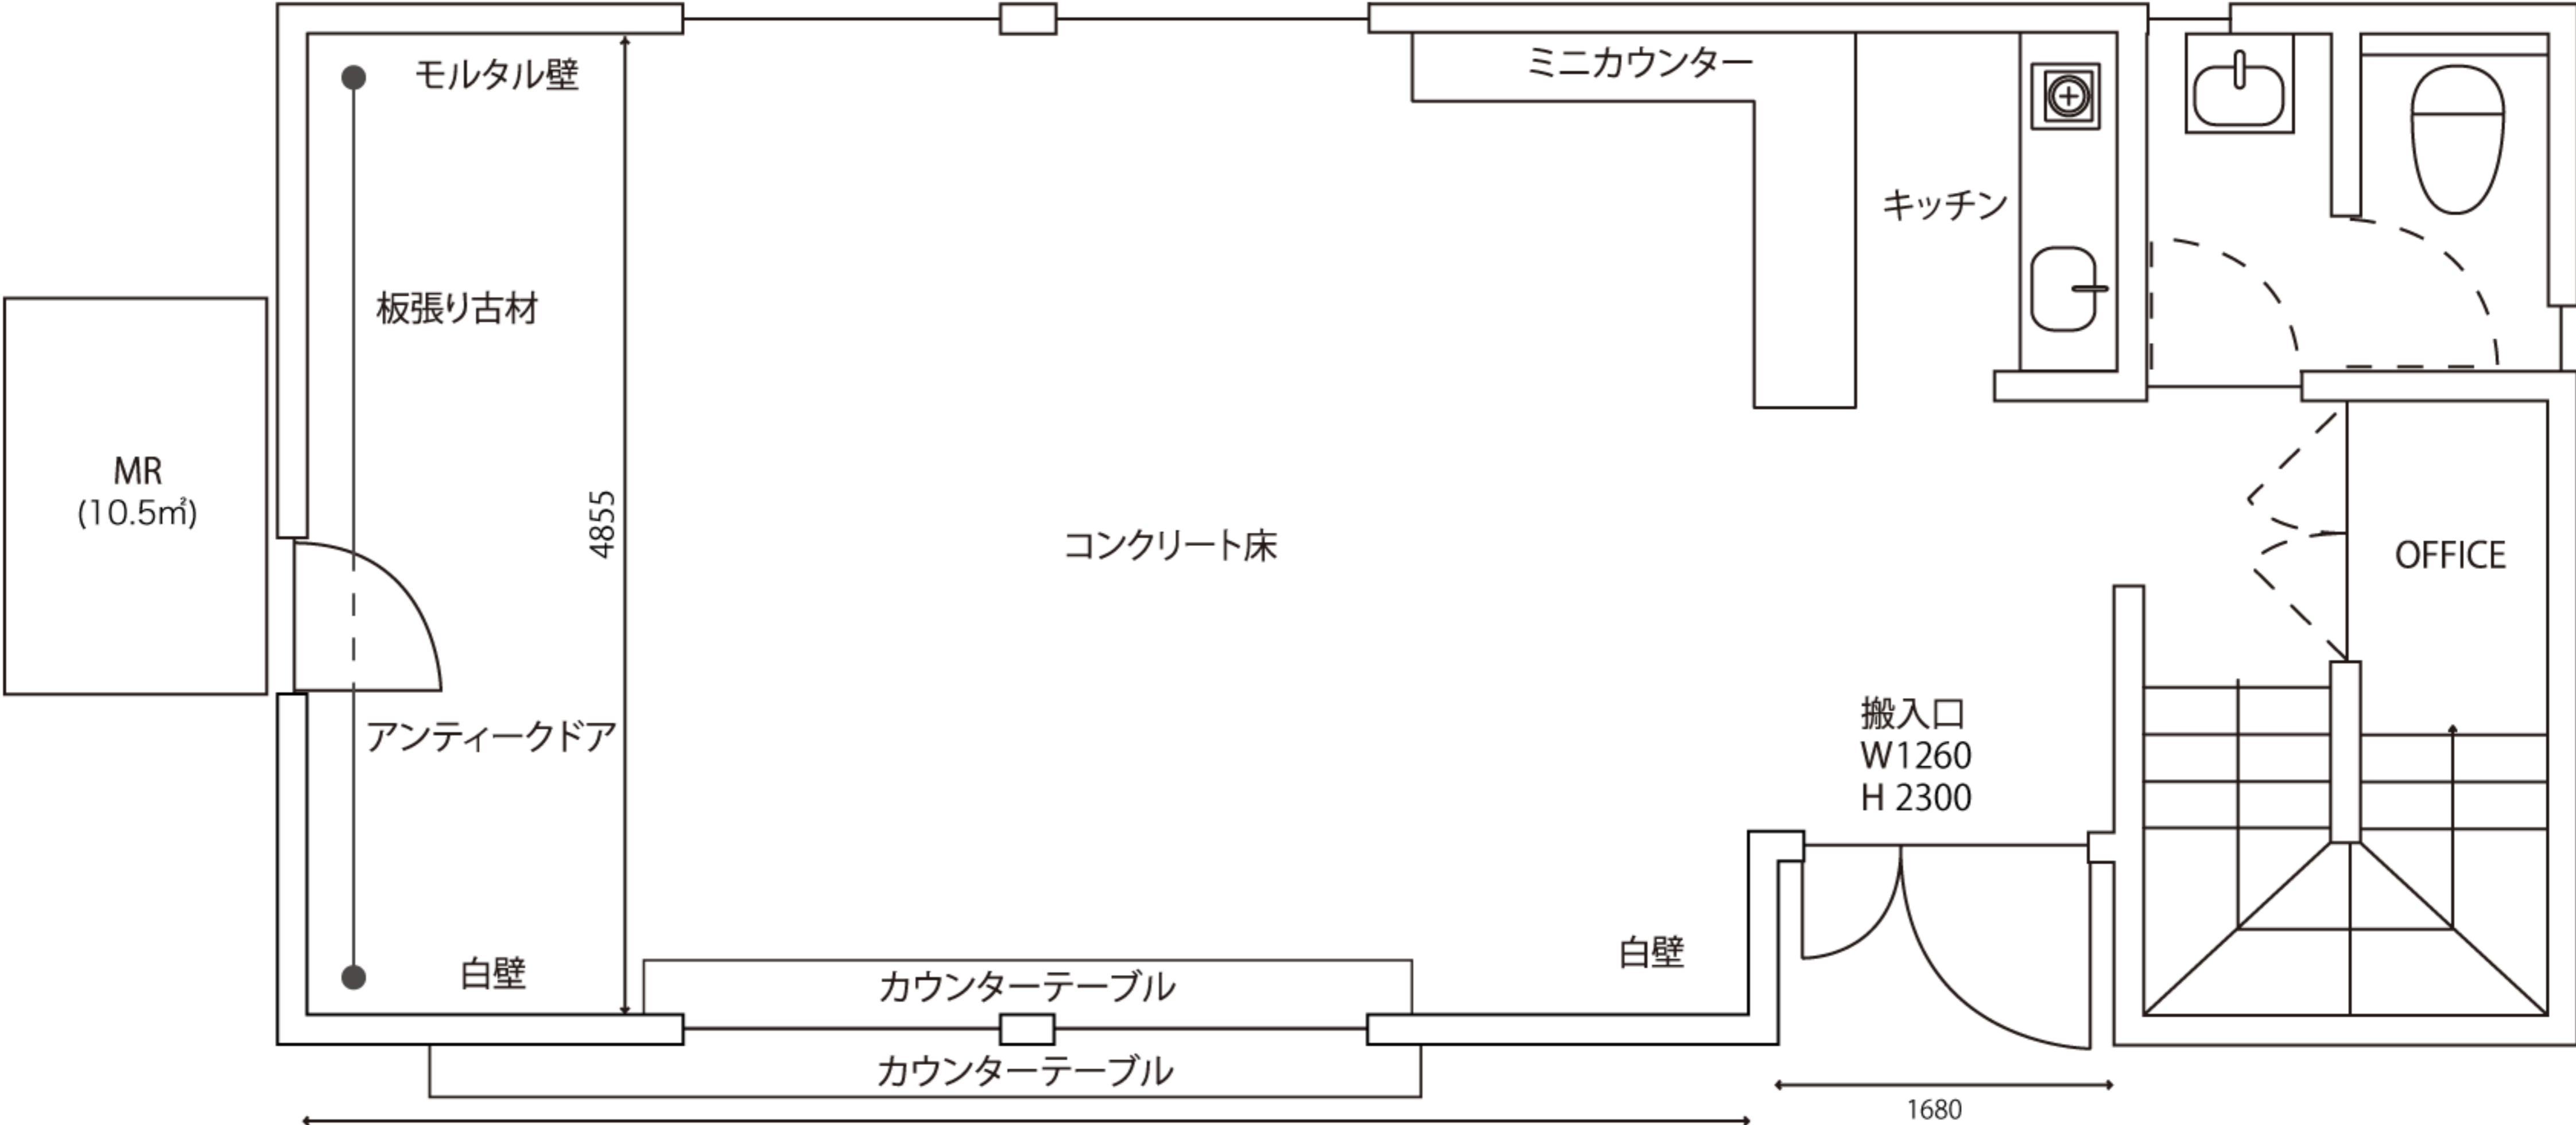 モルタル壁
ミニカウンター
キッチン
板張り古材
MR
(10.5㎡)
4855
コンクリート床
OFFICE
アンティークドア
搬入口
W1260
H 2300
白壁
白壁
カウンターテーブル
カウンターテーブル
1680